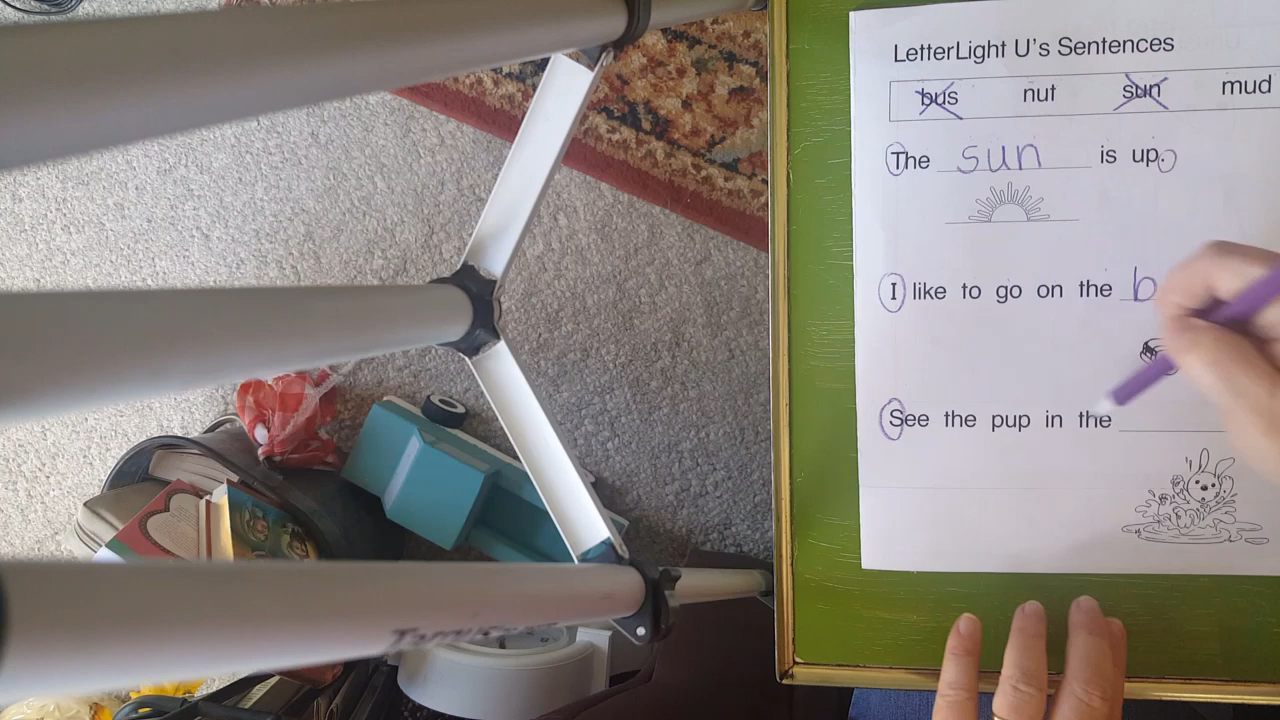 LetterLight U's Sentences
bus nut sun mud
The sun is up.
I like to go on the b
See the pup in the